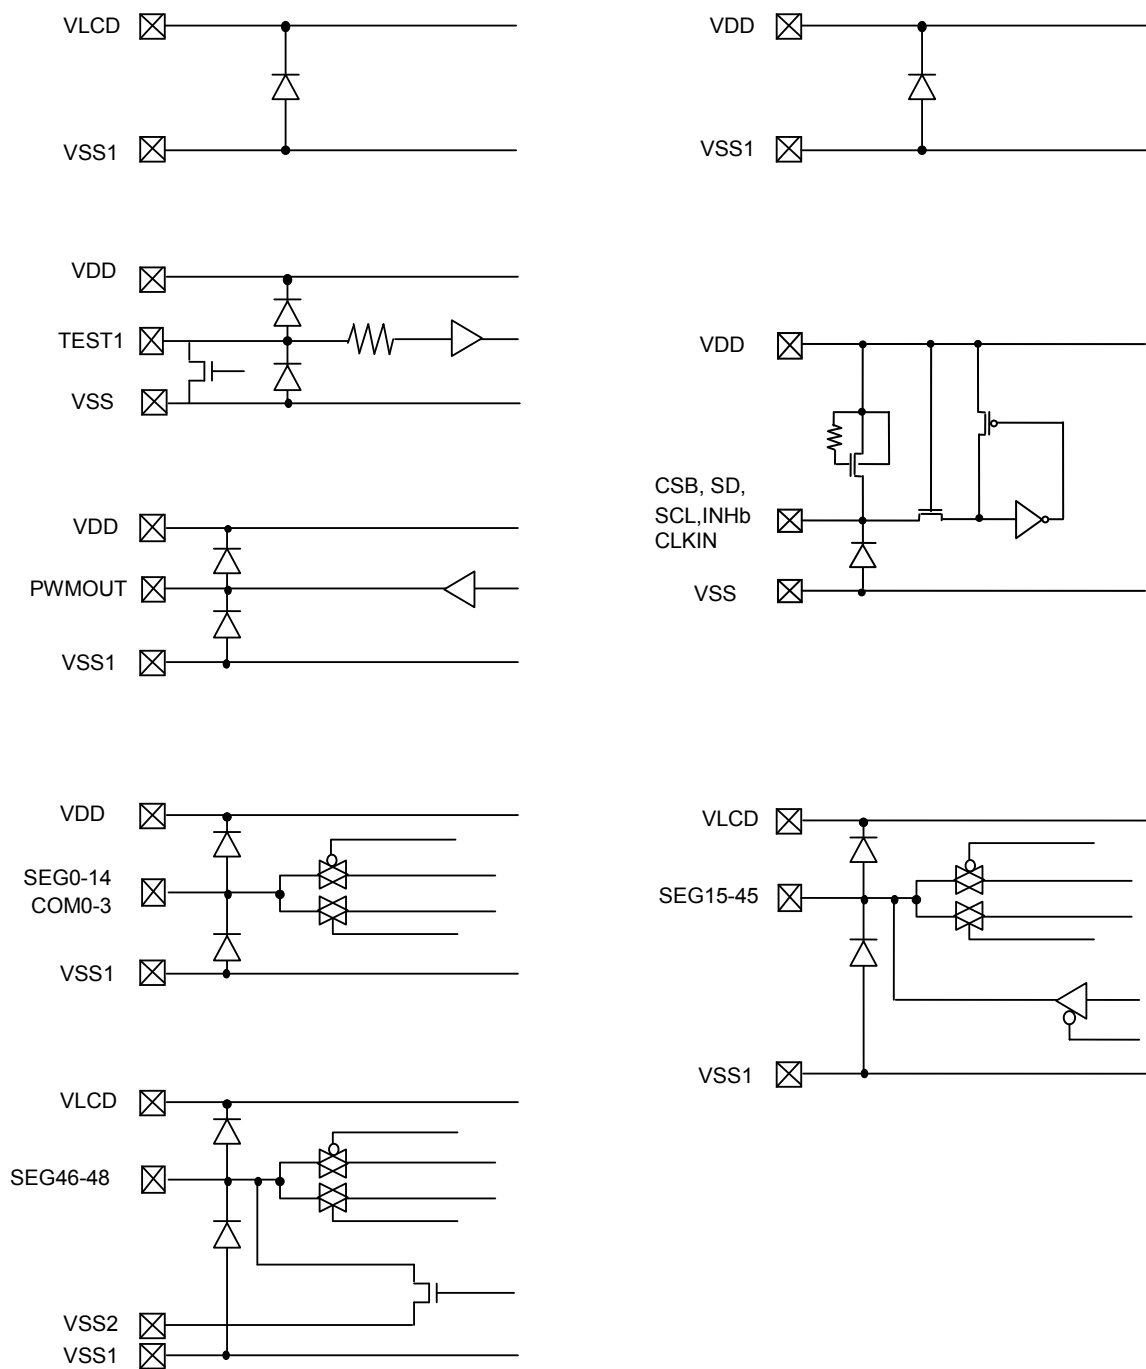 VLCD
VSS1
VDD
VSS1
VDD
TEST1
VSS
VDD
CSB, SD,
SCL,INHb
CLKIN
VSS
VDD
PWMOUT
VSS1
VDD
SEG0-14
COM0-3
VSS1
VLCD
SEG15-45
VSS1
VLCD
SEG46-48
VSS2
VSS1